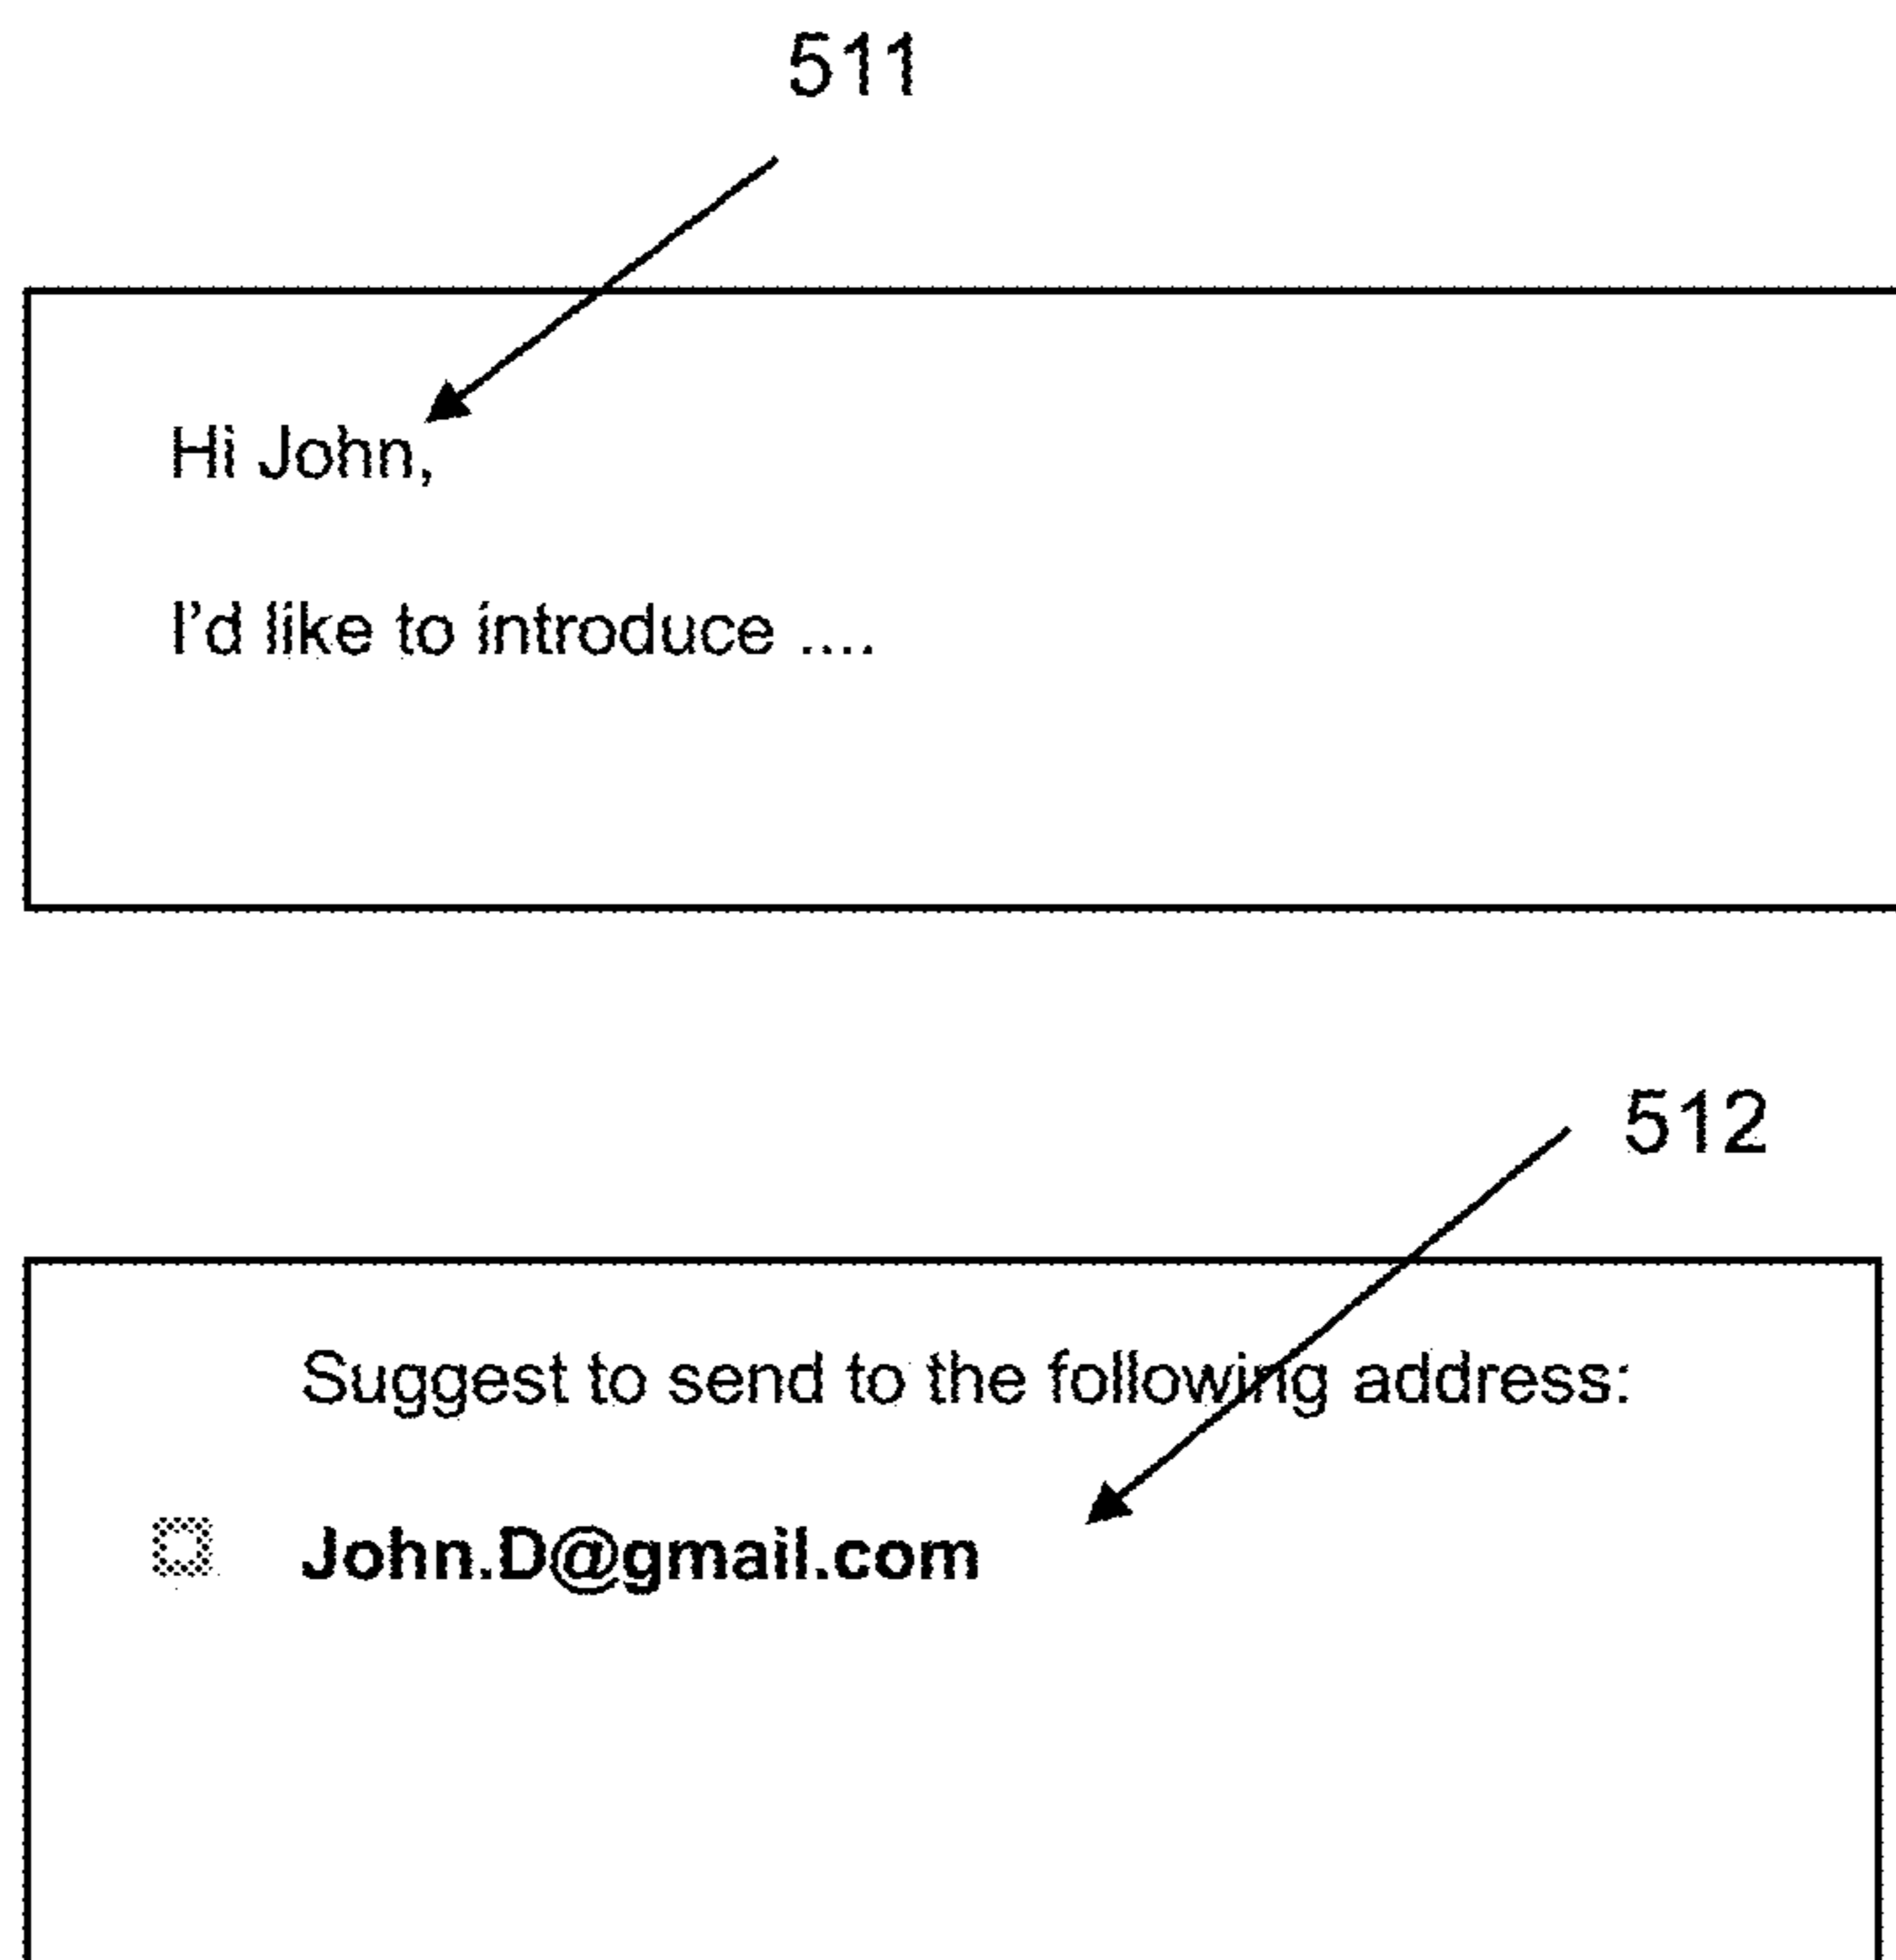 511
Hi John,
I'd like to introduce ....
512
Suggest to send to the following address:
John.D@gmail.com